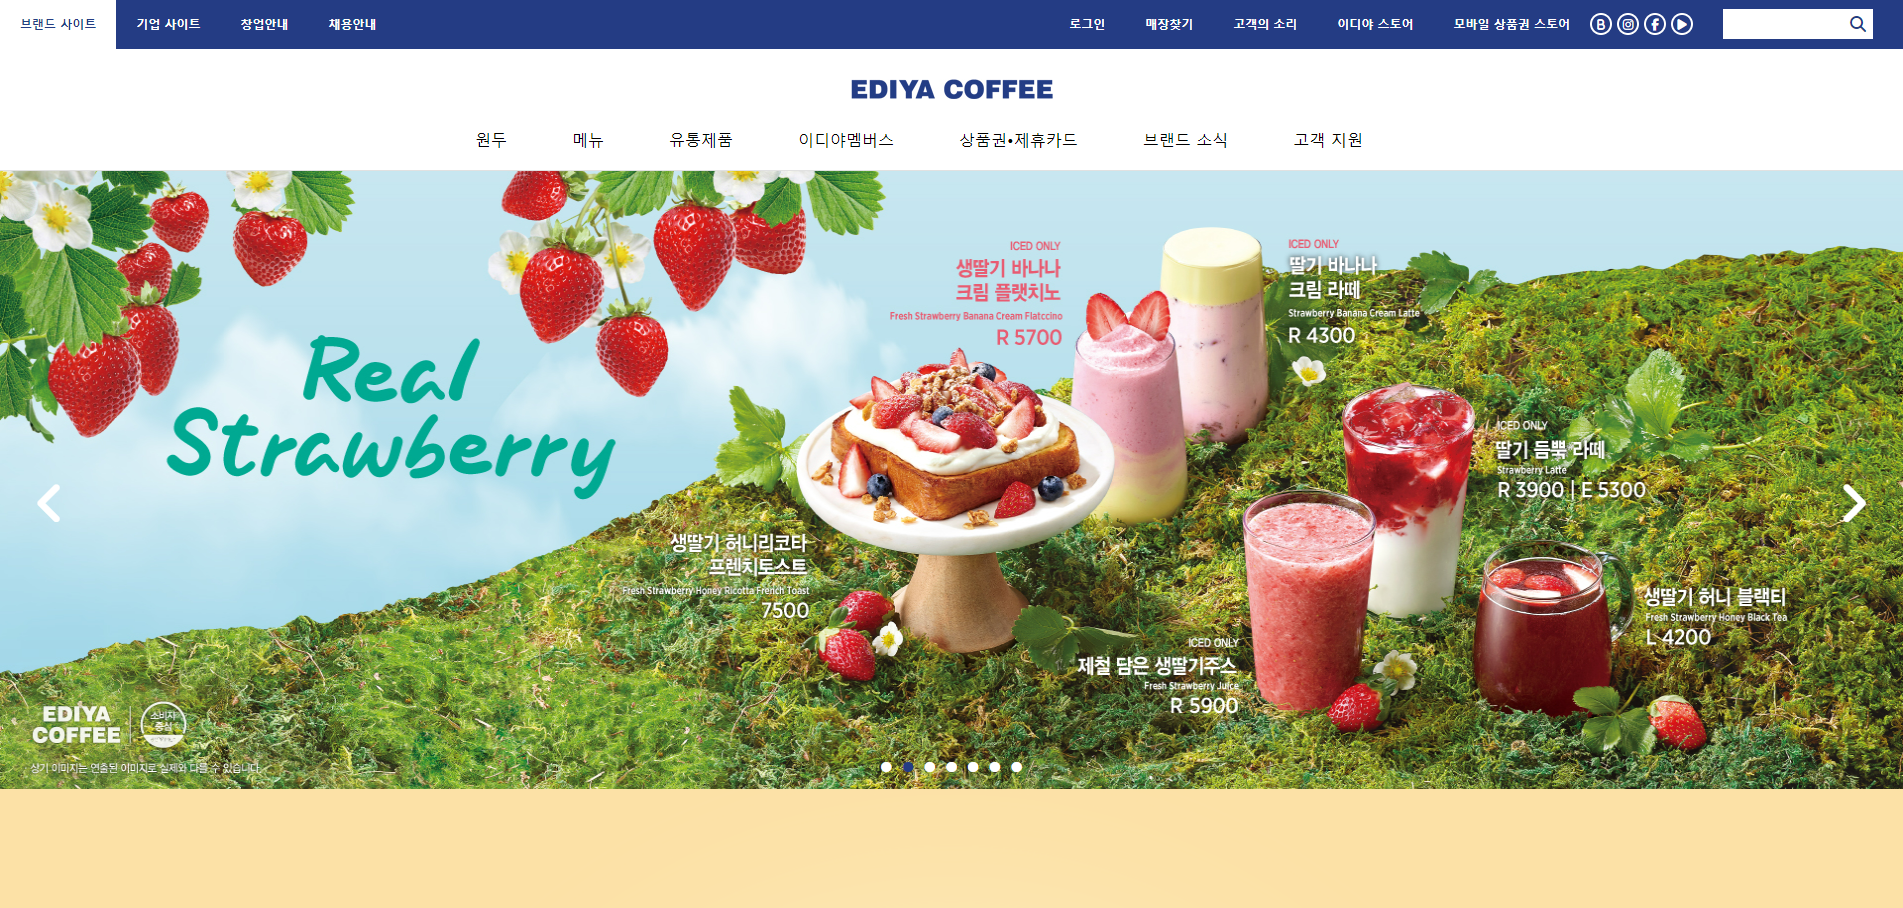 브랜드 사이트
기업 사이트
창업안내
채용안내
로그인
매장찾기
고객의 소리
이디야 스토어
모바일 상품권 스토어
B
EDIYA COFFEE
원두
메뉴
유통제품
이디야멤버스
상품권•제휴카드
브랜드 소식
고객 지원
Real
Strawberry
ICED ONLY
생딸기 바나나
크림 플랫치노
Fresh Strawberry Banana Cream Flatccino
R 5700
ICED ONLY
딸기 바나나
크림 라떼
Strawberry Banana Cream Latte
R 4300
ICED ONLY
딸기 듬뿍 라떼
Strawberry Latte
R 3900 | E 5300
생딸기 허니리코타
프렌치토스트
Fresh Strawberry Honey Ricotta French Toast
7500
생딸기 허니 블랙티
Fresh Strawberry Honey Black Tea
L 4200
ICED ONLY
제철 담은 생딸기주스
Fresh Strawberry Juice
R 5900
EDIYA
COFFEE
소비자
중심
상기 이미지는 연출된 이미지로 실제와 다를 수 있습니다.